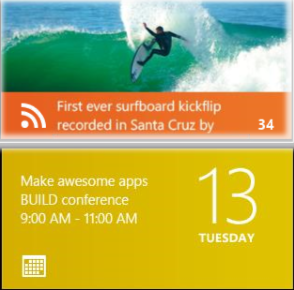 First ever surfboard kickflip
recorded in Santa Cruz by
34
Make awesome apps
BUILD conference
9:00 AM - 11:00 AM
13
TUESDAY